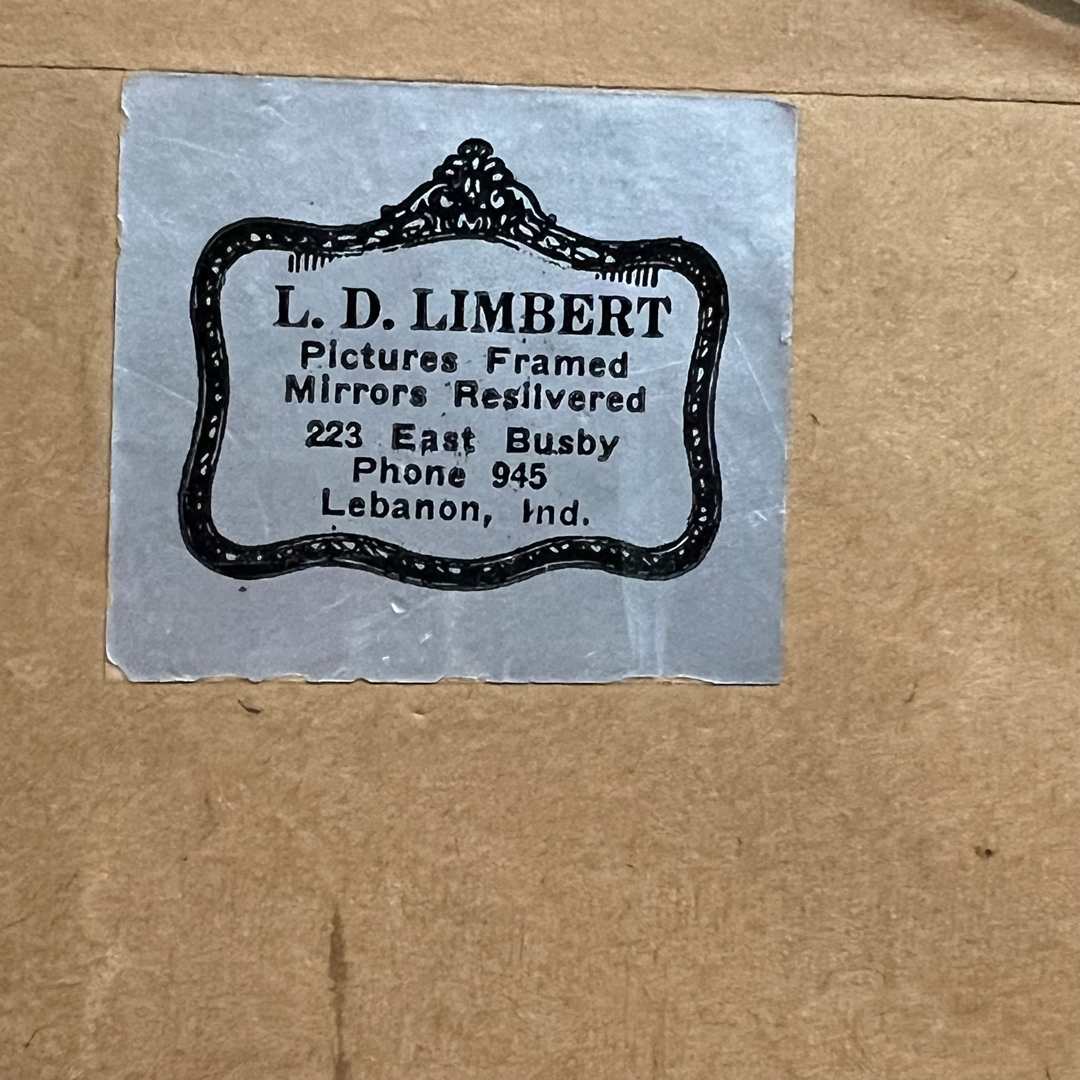 L. D. LIMBERT
Pictures Framed
Mirrors Resilvered
223 East Busby
Phone 945
Lebanon, Ind.